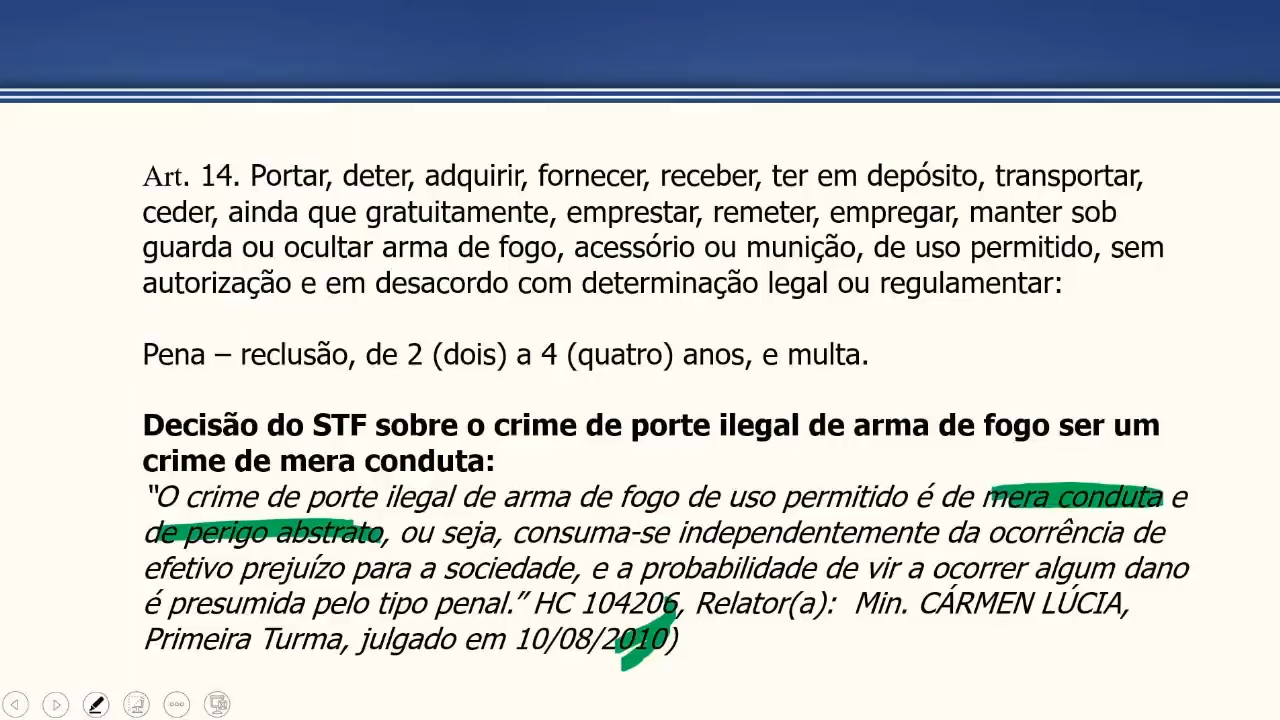 Art. 14. Portar, deter, adquirir, fornecer, receber, ter em depósito, transportar,
ceder, ainda que gratuitamente, emprestar, remeter, empregar, manter sob
guarda ou ocultar arma de fogo, acessório ou munição, de uso permitido, sem
autorização e em desacordo com determinação legal ou regulamentar:
Pena – reclusão, de 2 (dois) a 4 (quatro) anos, e multa.
Decisão do STF sobre o crime de porte ilegal de arma de fogo ser um
crime de mera conduta:
“O crime de porte ilegal de arma de fogo de uso permitido é de mera conduta e
de perigo abstrato, ou seja, consuma-se independentemente da ocorrência de
efetivo prejuízo para a sociedade, e a probabilidade de vir a ocorrer algum dano
é presumida pelo tipo penal.” HC 104206, Relator(a): Min. CÁRMEN LÚCIA,
Primeira Turma, julgado em 10/08/2010)